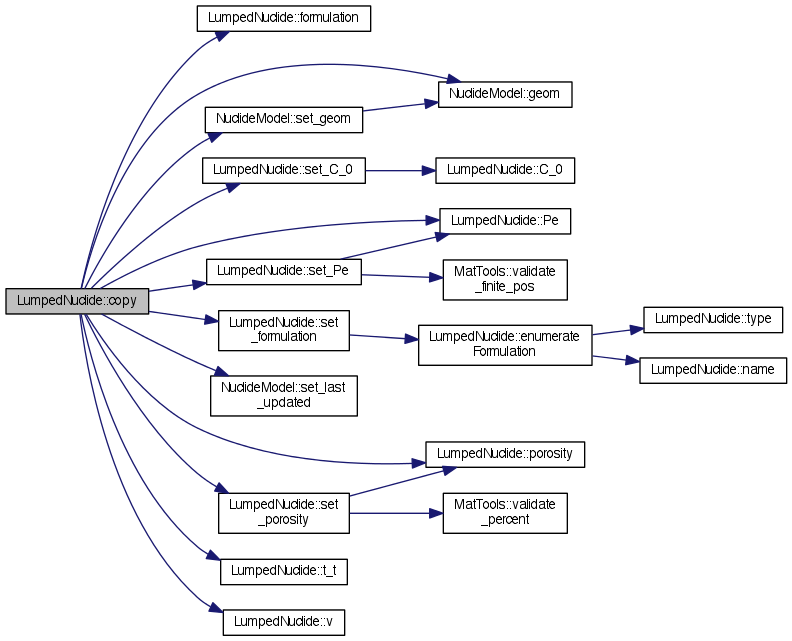 LumpedNuclide::formulation
NuclideModel::geom
NuclideModel::set_geom
LumpedNuclide::set_C_0
LumpedNuclide::C_0
LumpedNuclide::Pe
LumpedNuclide::set_Pe
MatTools::validate
_finite_pos
LumpedNuclide::copy
LumpedNuclide::set
_formulation
LumpedNuclide::enumerate
Formulation
LumpedNuclide::type
LumpedNuclide::name
NuclideModel::set_last
_updated
LumpedNuclide::porosity
LumpedNuclide::set
_porosity
MatTools::validate
_percent
LumpedNuclide::t_t
LumpedNuclide::v